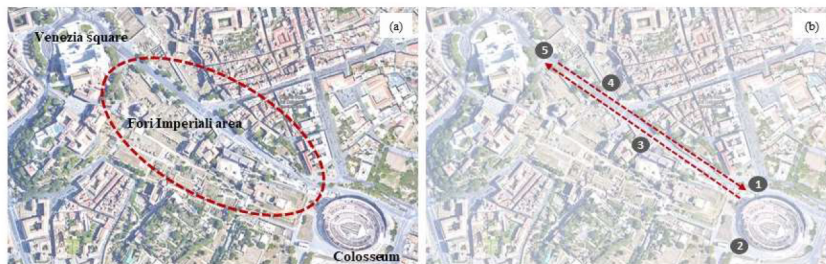 (a)
Venezia square
Fori Imperiali area
Colosseum
(b)
5
4
3
1
2